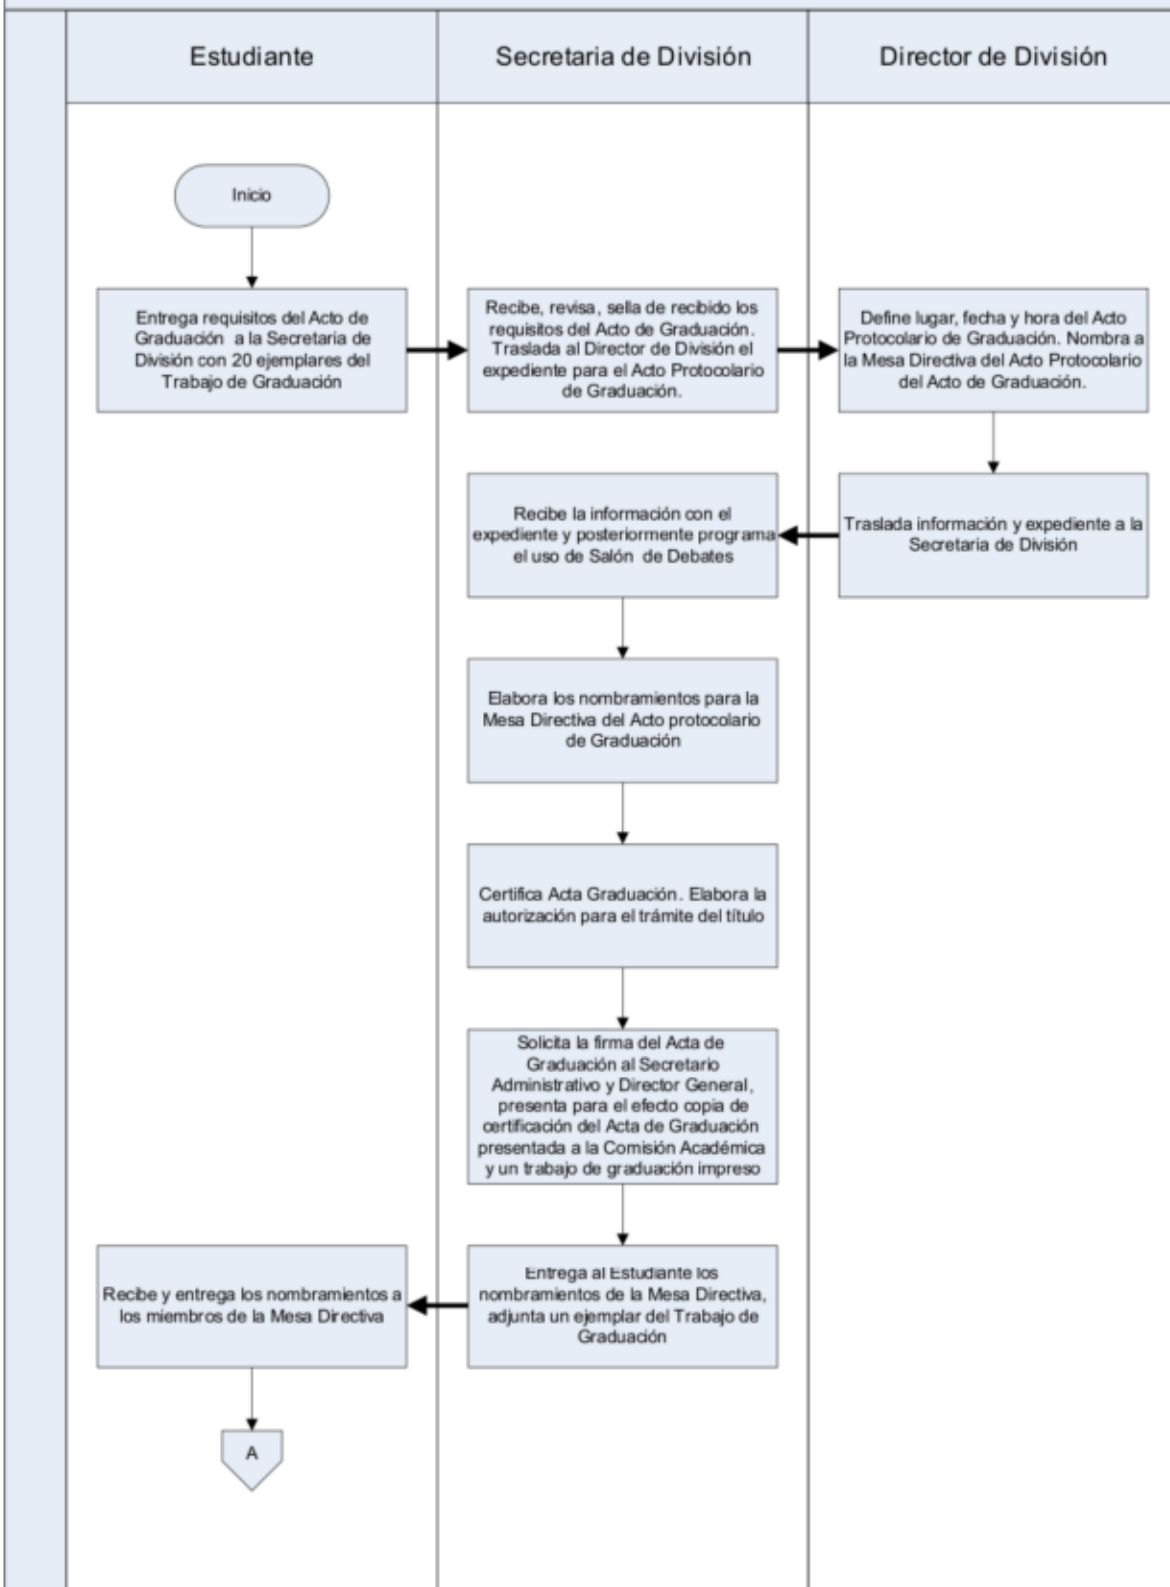 Estudiante
Secretaria de División
Director de División
Inicio
Entrega requisitos del Acto de
Graduación a la Secretaria de
División con 20 ejemplares del
Trabajo de Graduación
Recibe, revisa, sella de recibido los
requisitos del Acto de Graduación.
Traslada al Director de División el
expediente para el Acto Protocolario
de Graduación.
Define lugar, fecha y hora del Acto
Protocolario de Graduación. Nombra a
la Mesa Directiva del Acto Protocolario
del Acto de Graduación.
Traslada información y expediente a la
Secretaria de División
Recibe la información con el
expediente y posteriormente programa
el uso de Salón de Debates
Elabora los nombramientos para la
Mesa Directiva del Acto protocolario
de Graduación
Certifica Acta Graduación. Elabora la
autorización para el trámite del título
Solicita la firma del Acta de
Graduación al Secretario
Administrativo y Director General,
presenta para el efecto copia de
certificación del Acta de Graduación
presentada a la Comisión Académica
y un trabajo de graduación impreso
Entrega al Estudiante los
nombramientos de la Mesa Directiva,
adjunta un ejemplar del Trabajo de
Graduación
Recibe y entrega los nombramientos a
los miembros de la Mesa Directiva
A